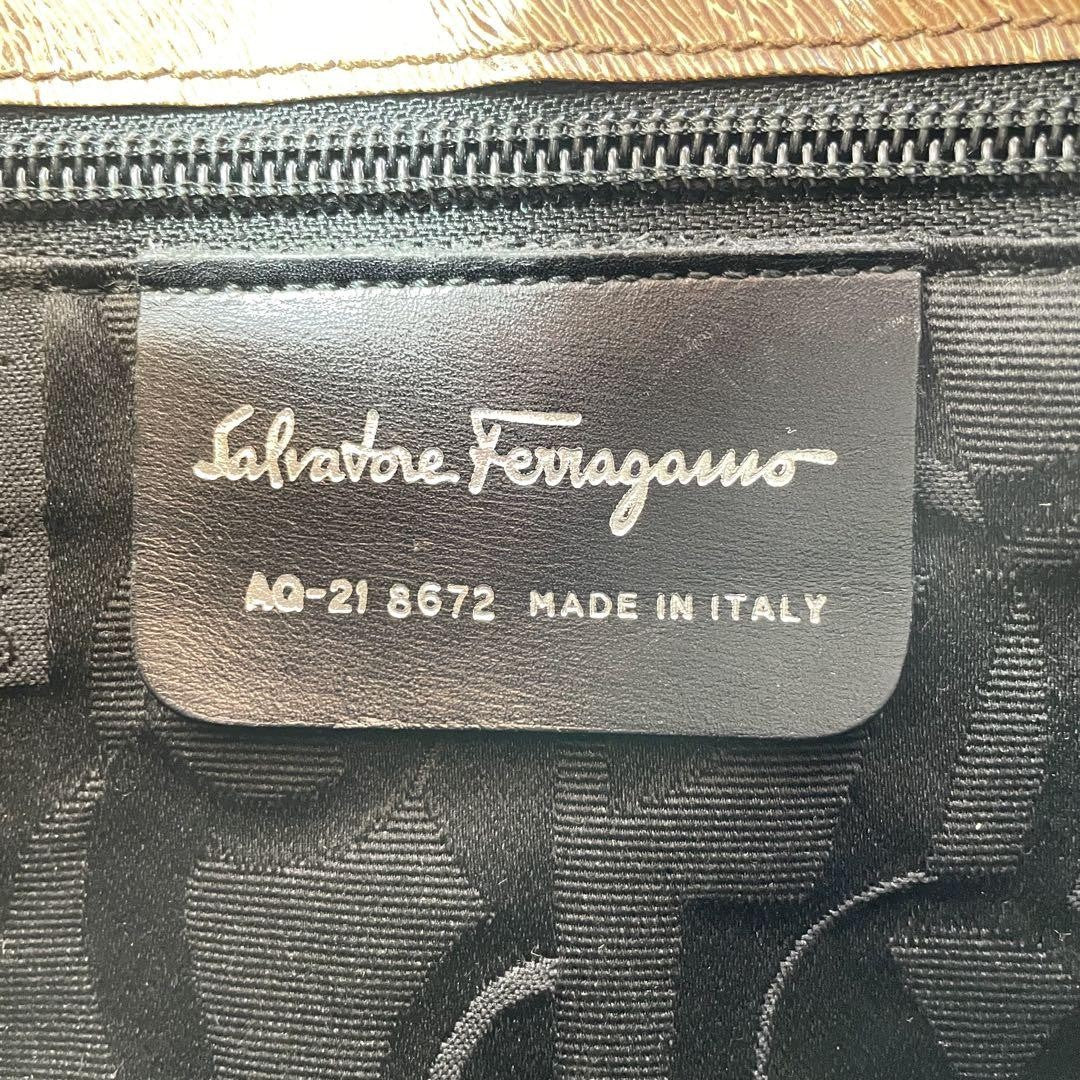 Salvatore Ferragamo
AQ-21 8672 MADE IN ITALY